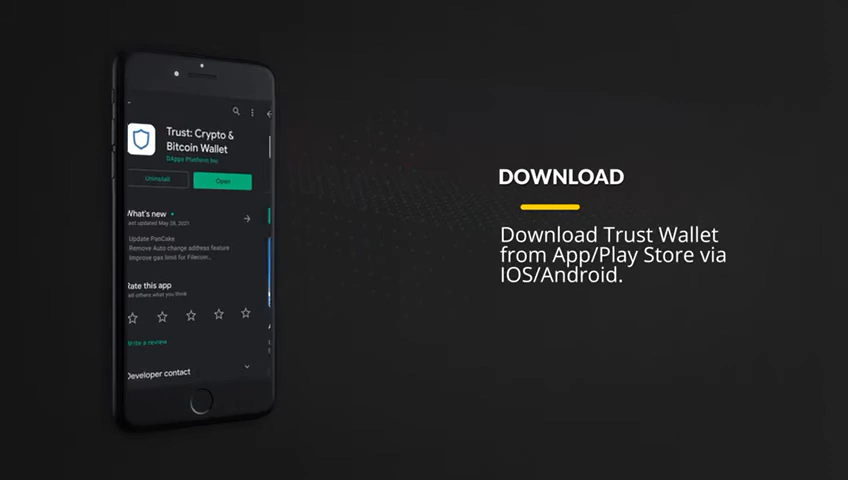 Trust: Crypto &
Bitcoin Wallet
DApps Platform Inc
Uninstall
Open
What's new
ast updated May 28, 2021
Update PanCake
Remove Auto change address feature
Improve gas limit for Filecoin...
Rate this app
ell others what you think
Write a review
Developer contact
DOWNLOAD
Download Trust Wallet
from App/Play Store via
IOS/Android.